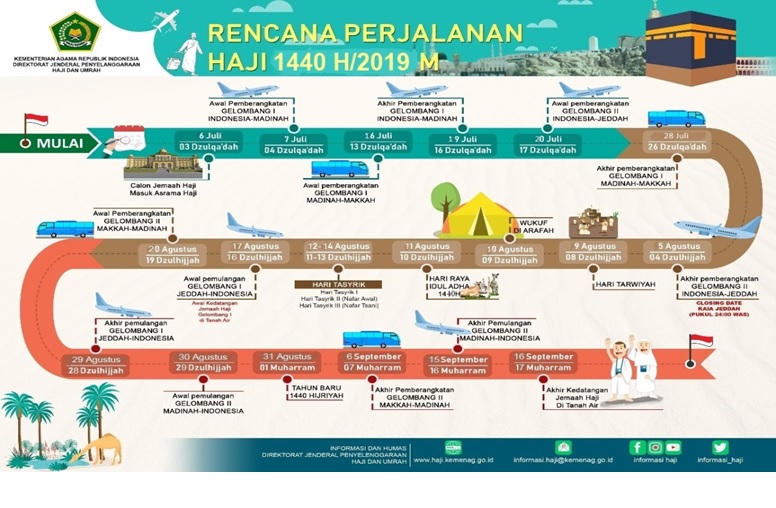 KEMENTERIAN AGAMA REPUBLIK INDONESIA
DIREKTORAT JENDERAL PENYELENGGARAAN
HAJI DAN UMRAH
RENCANA PERJALANAN
HAJI 1440 H/2019 M
MULAI
Calon Jemaah Haji
Masuk Asrama Haji
6 Juli
03 Dzulqa'dah
Awal Pemberangkatan
GELOMBANG I
INDONESIA-MADINAH
7 Juli
04 Dzulqa'dah
Awal pemberangkatan
GELOMBANG I
MADINAH-MAKKAH
16 Juli
13 Dzulqa'dah
Akhir Pemberangkatan
GELOMBANG I
INDONESIA-MADINAH
19 Juli
16 Dzulqa'dah
Awal pemberangkatan
GELOMBANG II
INDONESIA-JEDDAH
20 Juli
17 Dzulqa'dah
28 Juli
26 Dzulqa'dah
Akhir pemberangkatan
GELOMBANG I
MADINAH-MAKKAH
5 Agustus
04 Dzulhijjah
Akhir pemberangkatan
GELOMBANG II
INDONESIA-JEDDAH
CLOSING DATE
KAIA JEDDAH
(PUKUL 24:00 WAS)
9 Agustus
08 Dzulhijjah
HARI TARWIYAH
WUKUF
DI ARAFAH
10 Agustus
09 Dzulhijjah
11 Agustus
10 Dzulhijjah
HARI RAYA
IDUL ADHA
1440H
12- 14 Agustus
11-13 Dzulhijjah
HARI TASYRIK
Hari Tasyrik I
Hari Tasyrik II (Nafar Awal)
Hari Tasyrik III (Nafar Tsani)
17 Agustus
16 Dzulhijjah
Awal pemulangan
GELOMBANG I
JEDDAH-INDONESIA
Awal Kedatangan
Jemaah Haji
Gelombang I
di Tanah Air
Awal Pemberangkatan
GELOMBANG II
MAKKAH-MADINAH
20 Agustus
19 Dzulhijjah
Akhir pemulangan
GELOMBANG I
JEDDAH-INDONESIA
29 Agustus
28 Dzulhijjah
30 Agustus
29 Dzulhijjah
Awal pemulangan
GELOMBANG II
MADINAH-INDONESIA
31 Agustus
01 Muharram
TAHUN BARU
1440 HIJRIYAH
6 September
07 Muharram
Akhir Pemberangkatan
GELOMBANG II
MAKKAH-MADINAH
Akhir pemulangan
GELOMBANG II
MADINAH-INDONESIA
15 September
16 Muharram
16 September
17 Muharram
Akhir Kedatangan
Jemaah Haji
Di Tanah Air
INFORMASI DAN HUMAS
DIREKTORAT JENDERAL PENYELENGGARAAN
HAJI DAN UMRAH
www.haji.kemenag.go.id
informasi.haji@kemenag.go.id
informasi haji
informasi_haji